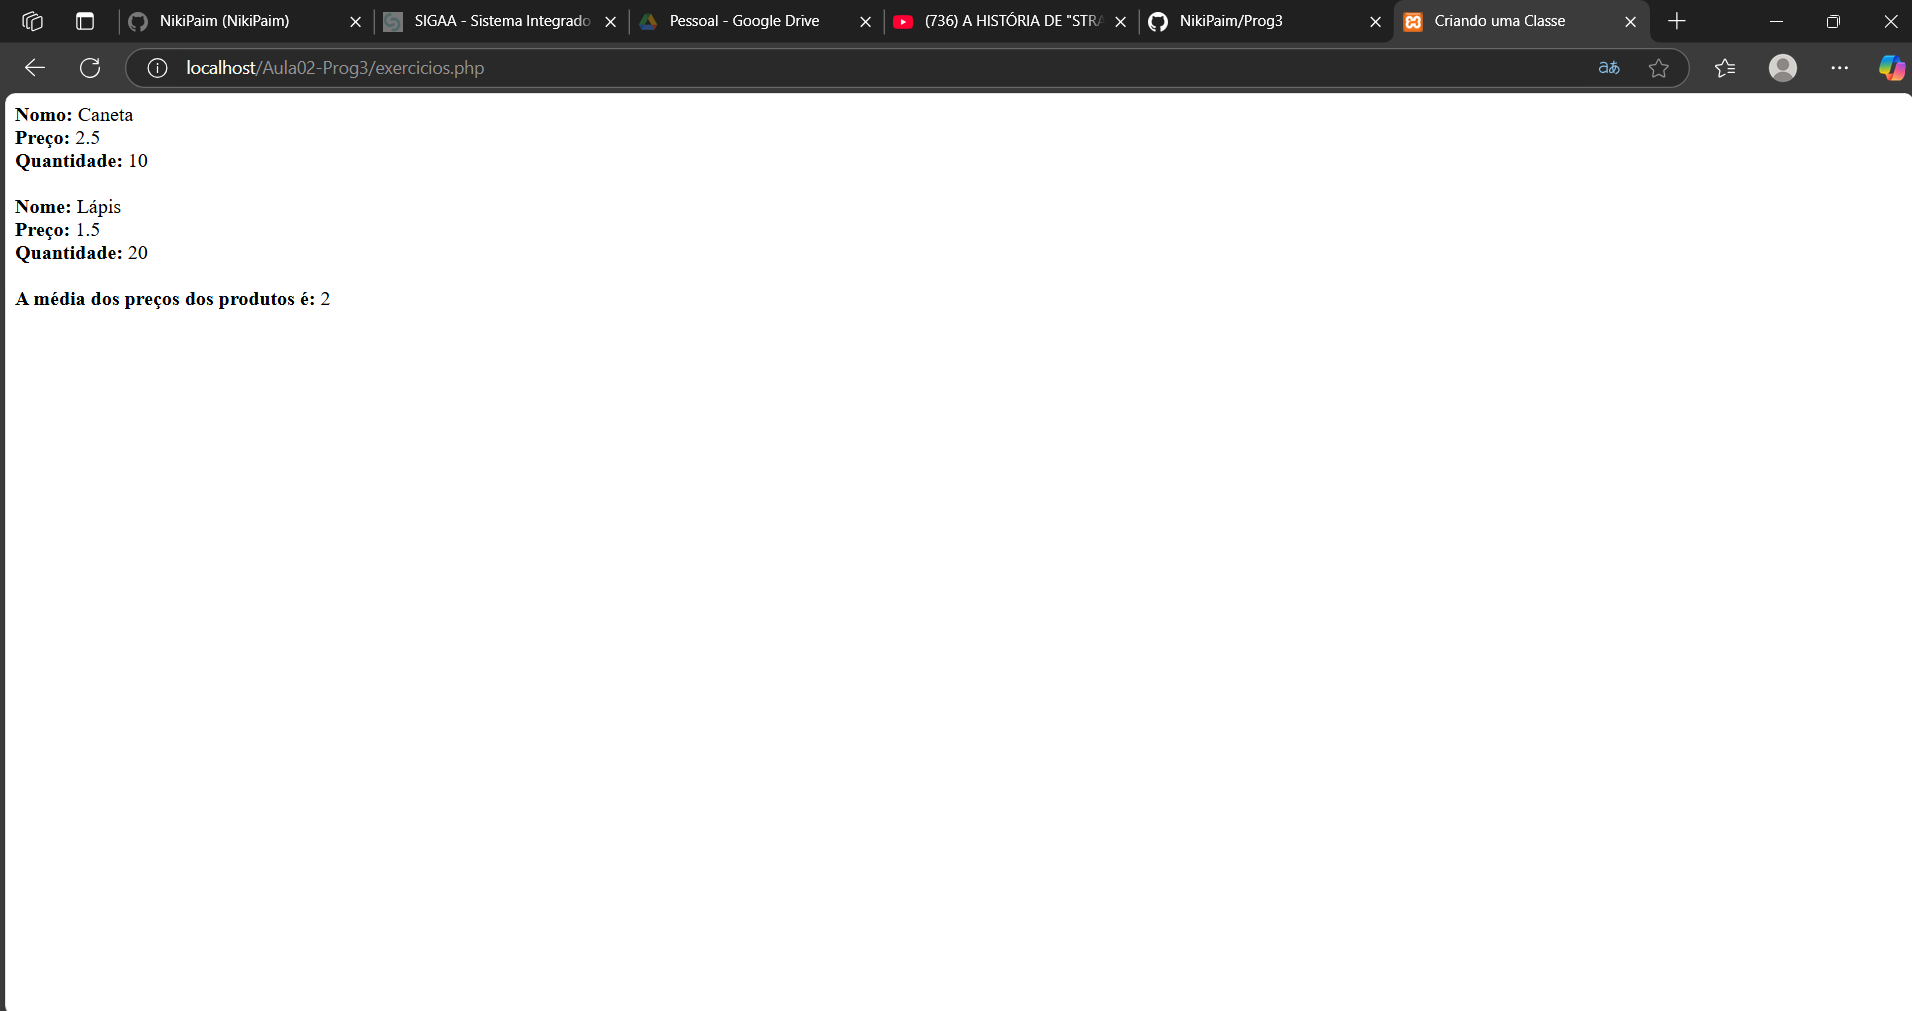 NikiPaim (NikiPaim)
SIGAA - Sistema Integrado
Pessoal - Google Drive
(736) A HISTÓRIA DE "STRA
NikiPaim/Prog3
Criando uma Classe
localhost/Aula02-Prog3/exercicios.php
Nomo: Caneta
Preço: 2.5
Quantidade: 10
Nome: Lápis
Preço: 1.5
Quantidade: 20
A média dos preços dos produtos é: 2